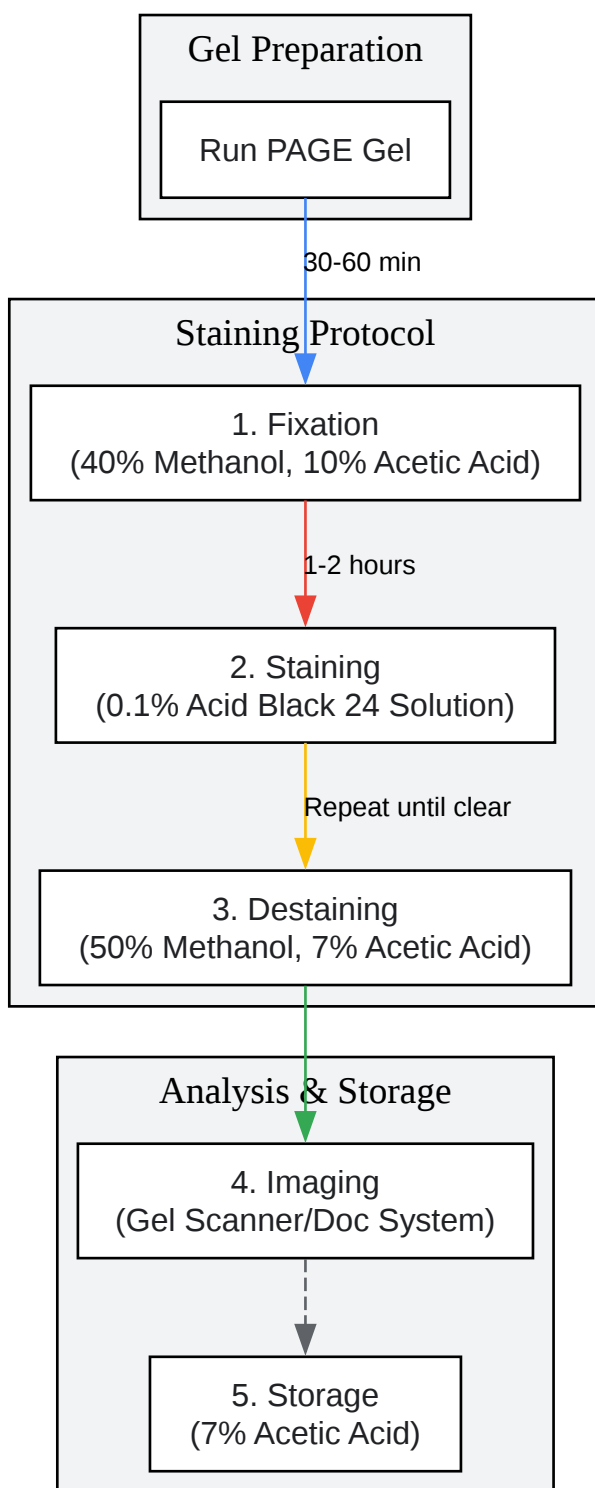 Gel Preparation
Run PAGE Gel
30-60 min
Staining Protocol
1. Fixation
(40% Methanol, 10% Acetic Acid)
1-2 hours
2. Staining
(0.1% Acid Black 24 Solution)
Repeat until clear
3. Destaining
(50% Methanol, 7% Acetic Acid)
Analysis & Storage
4. Imaging
(Gel Scanner/Doc System)
5. Storage
(7% Acetic Acid)